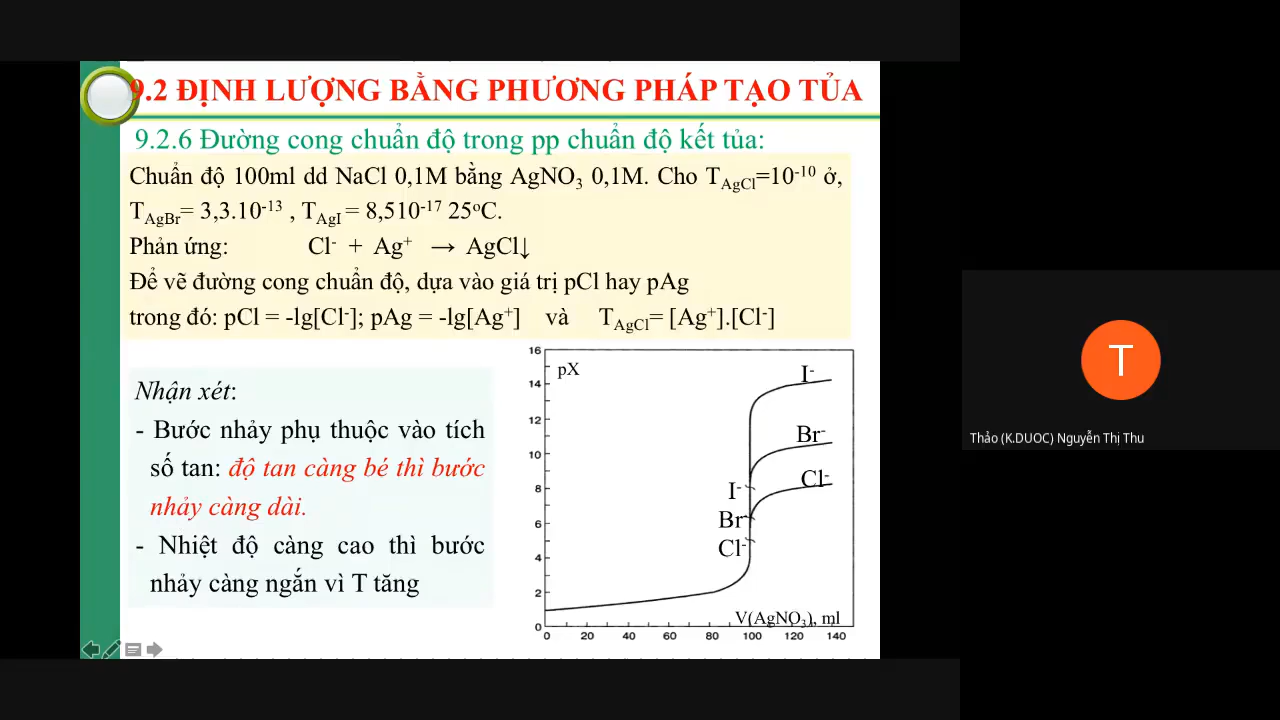 9.2 ĐỊNH LƯỢNG BẰNG PHƯƠNG PHÁP TẠO TỦA
9.2.6 Đường cong chuẩn độ trong pp chuẩn độ kết tủa:
Chuẩn độ 100ml dd NaCl 0,1M bằng AgNO₃ 0,1M. Cho T_AgCl=10⁻¹⁰ ở,
T_AgBr= 3,3.10⁻¹³ , T_AgI = 8,510⁻¹⁷ 25ºC.
Phản ứng: Cl⁻ + Ag⁺ → AgCl↓
Để vẽ đường cong chuẩn độ, dựa vào giá trị pCl hay pAg
trong đó: pCl = -lg[Cl⁻]; pAg = -lg[Ag⁺] và T_AgCl= [Ag⁺].[Cl⁻]
Nhận xét:
- Bước nhảy phụ thuộc vào tích
số tan: độ tan càng bé thì bước
nhảy càng dài.
- Nhiệt độ càng cao thì bước
nhảy càng ngắn vì T tăng
pX
16
14
12
10
8
6
4
2
0
I⁻
Br⁻
Cl⁻
I⁻
Br⁻
Cl⁻
V(AgNO₃), ml
0 20 40 60 80 100 120 140
T
Thảo (K.DUOC) Nguyễn Thị Thu